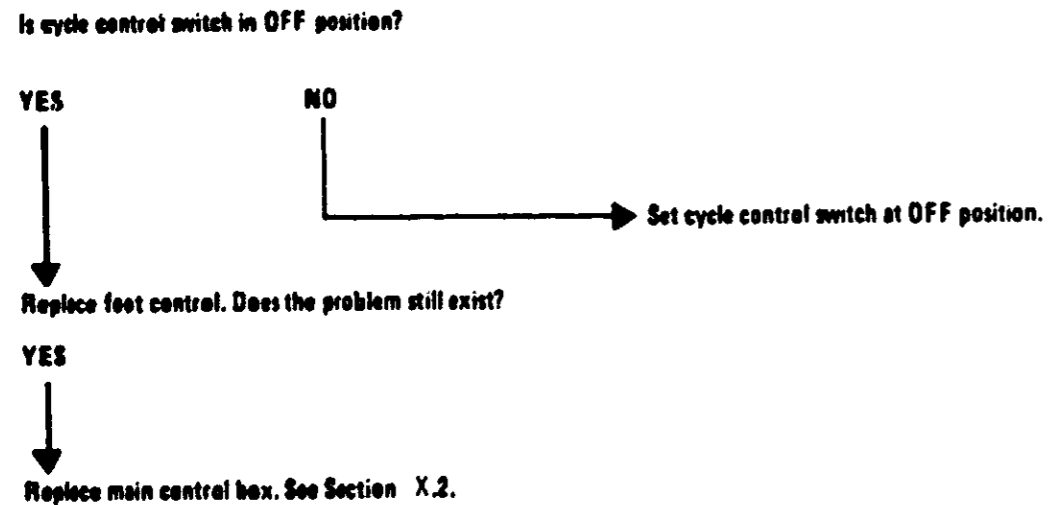 Is cycle control switch in OFF position?
YES
NO
Set cycle control switch at OFF position.
Replace foot control. Does the problem still exist?
YES
Replace main control box. See Section X.2.